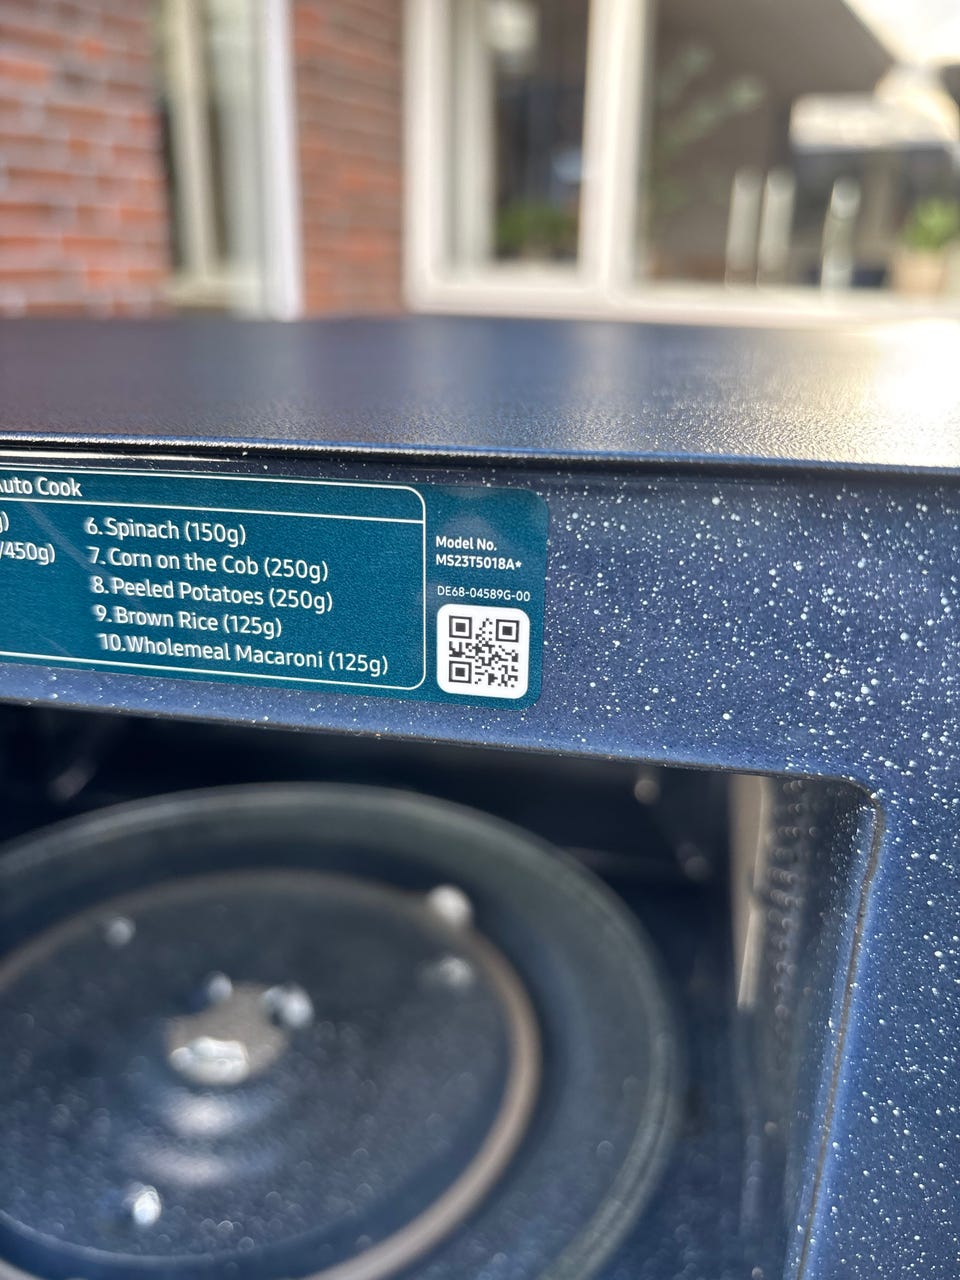 Auto Cook
g)
/450g)
6. Spinach (150g)
7. Corn on the Cob (250g)
8. Peeled Potatoes (250g)
9. Brown Rice (125g)
10. Wholemeal Macaroni (125g)
Model No.
MS23T5018A*
DE68-04589G-00